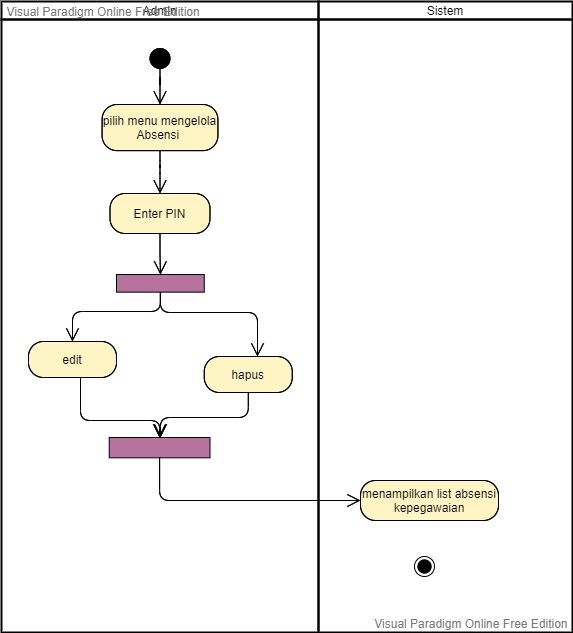 Visual Paradigm Online Free Edition
Admin
Sistem
pilih menu mengelola
Absensi
Enter PIN
edit
hapus
menampilkan list absensi
kepegawaian
Visual Paradigm Online Free Edition